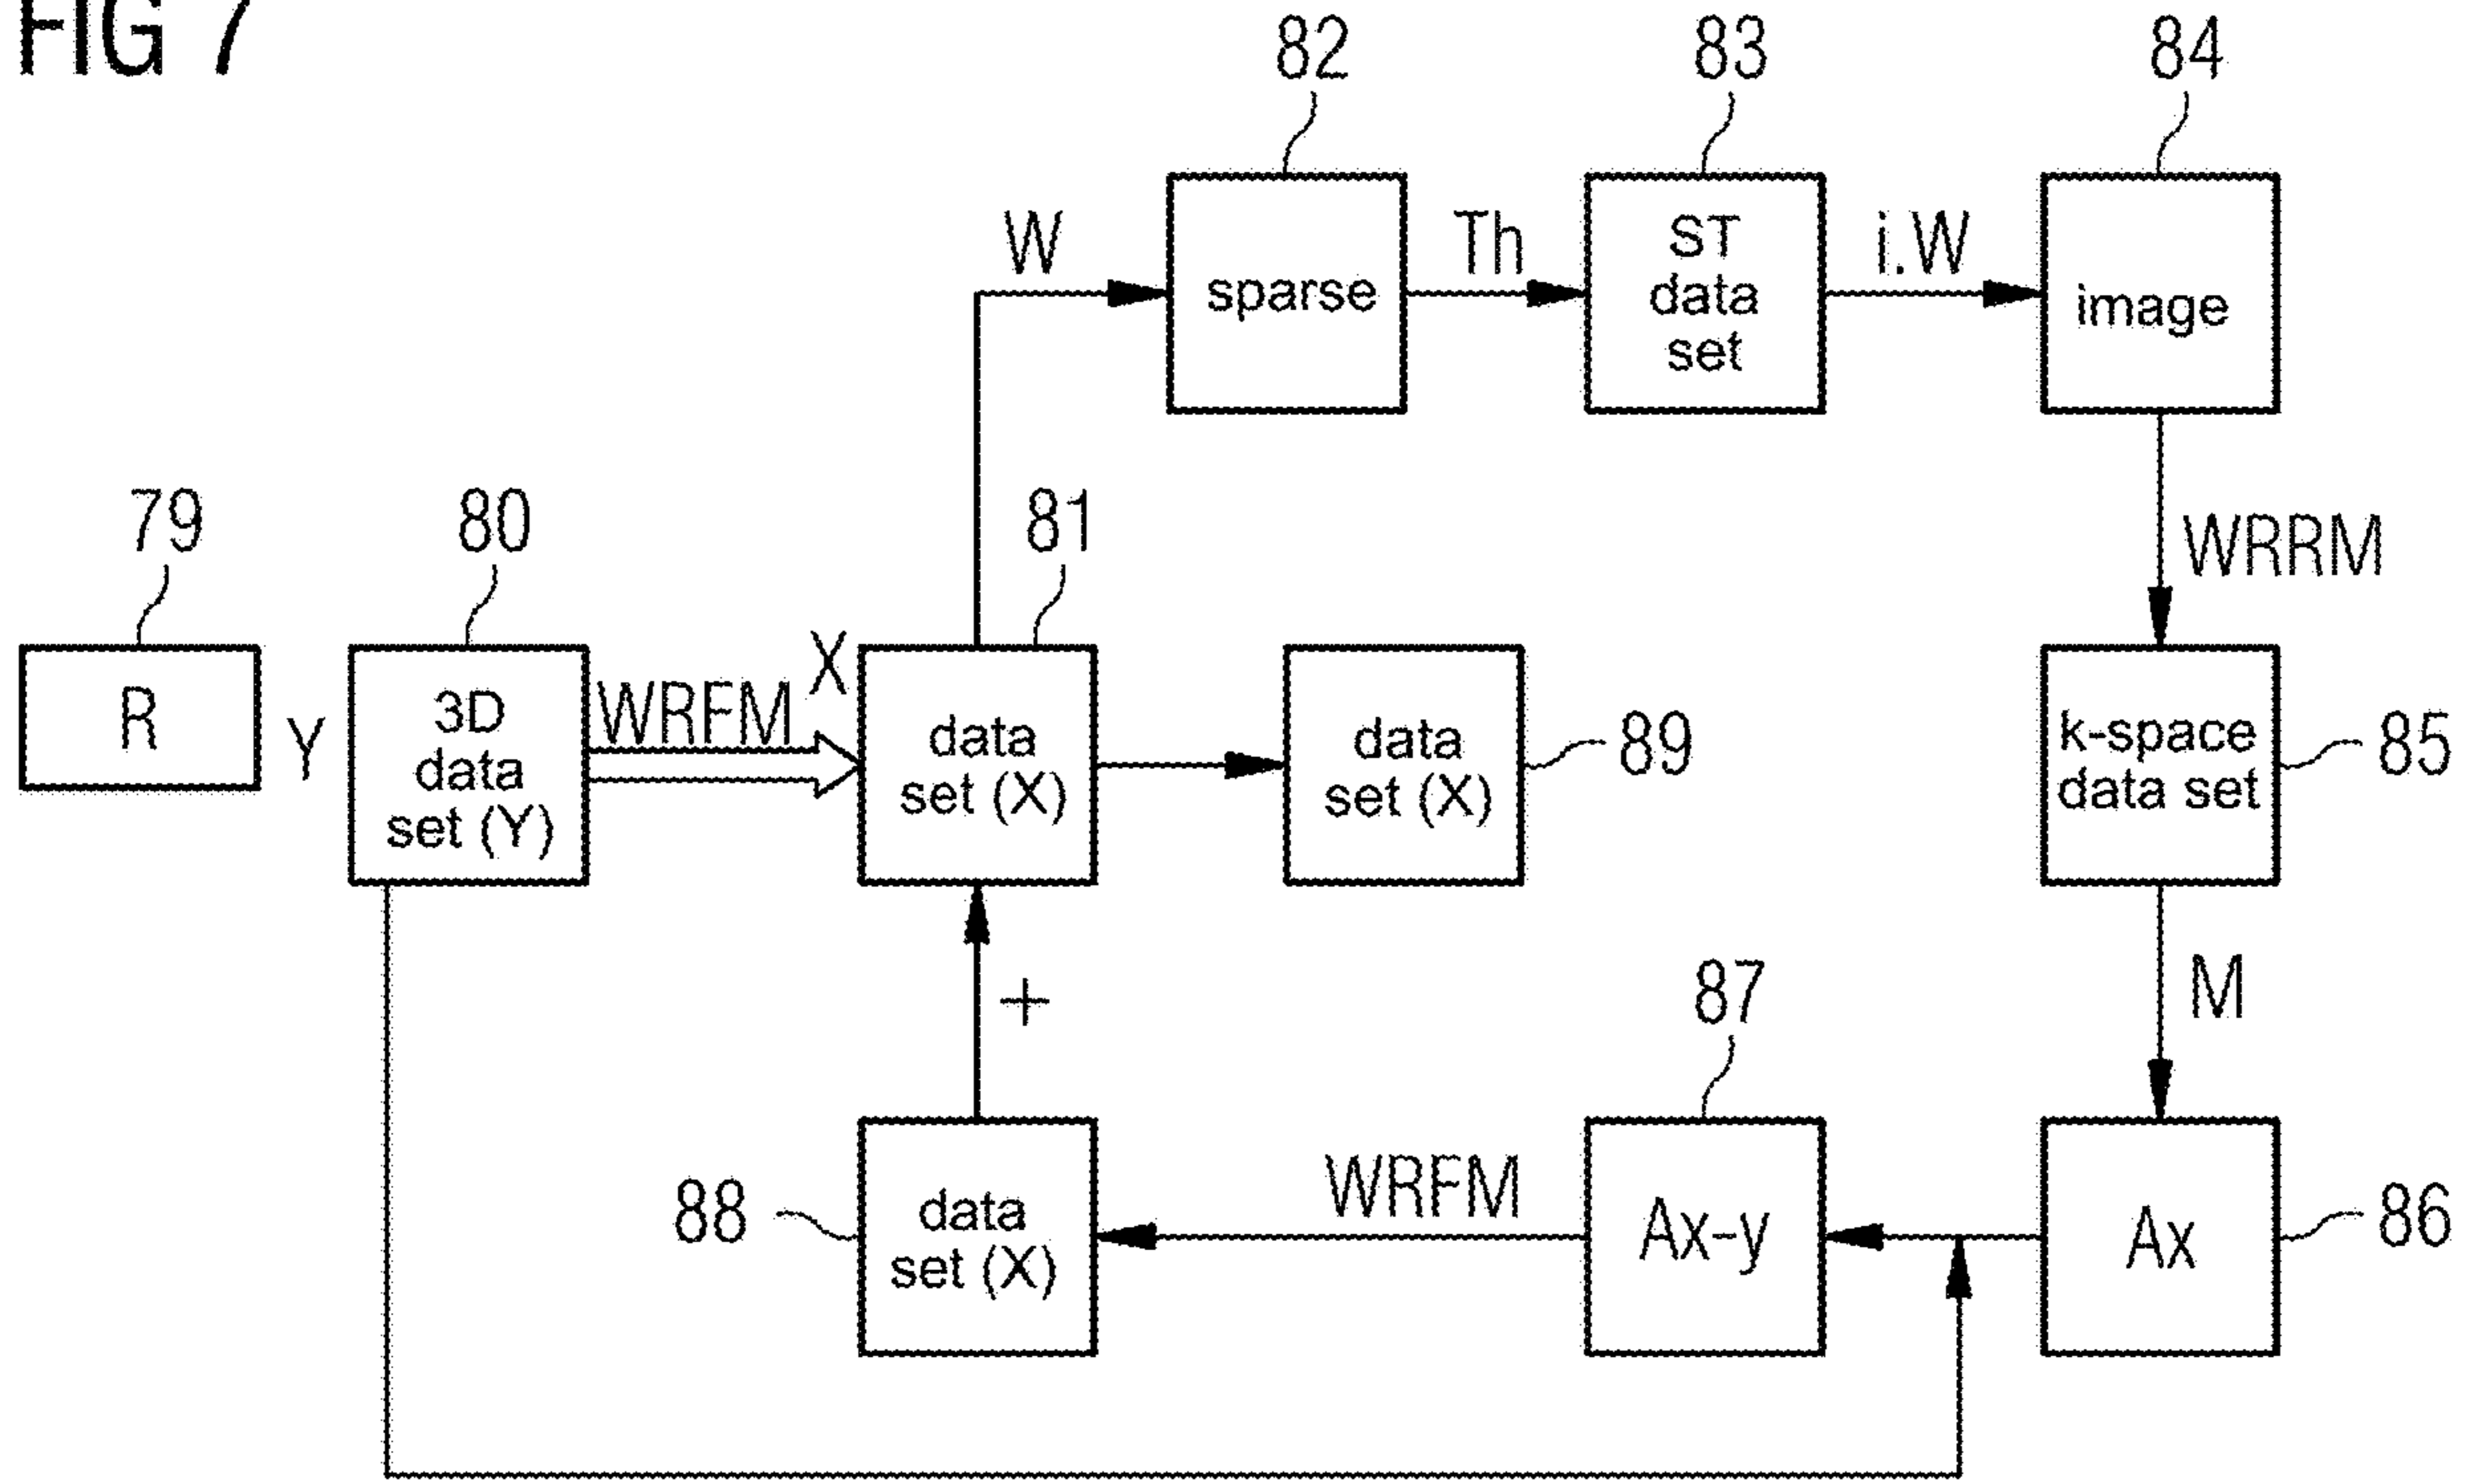 FIG 7
82
83
84
W
sparse
Th
ST
data
set
i.W
image
WRRM
79
80
81
R
Y
3D
data
set (Y)
WRFM
X
data
set (X)
data
set (X)
89
k-space
data set
85
M
+
87
88
data
set (X)
WRFM
Ax-y
Ax
86